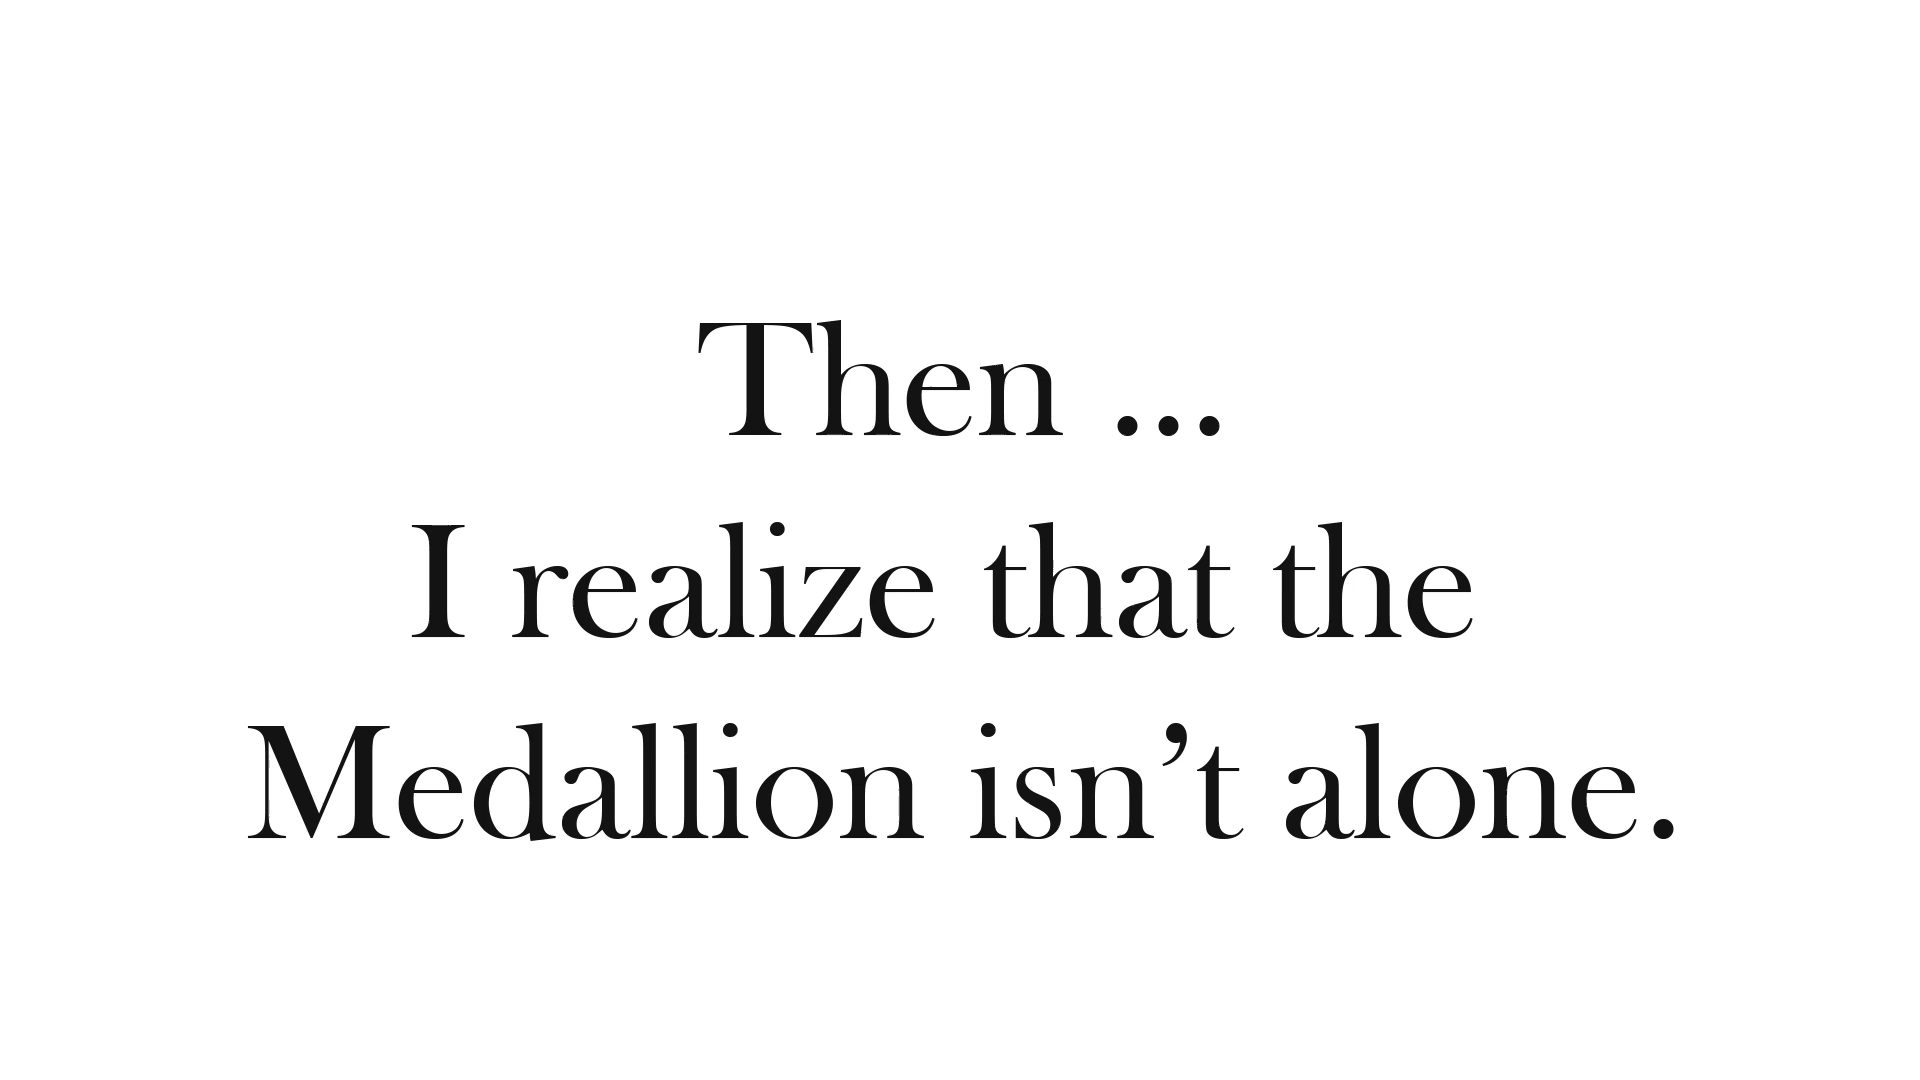 Then ...
I realize that the
Medallion isn’t alone.